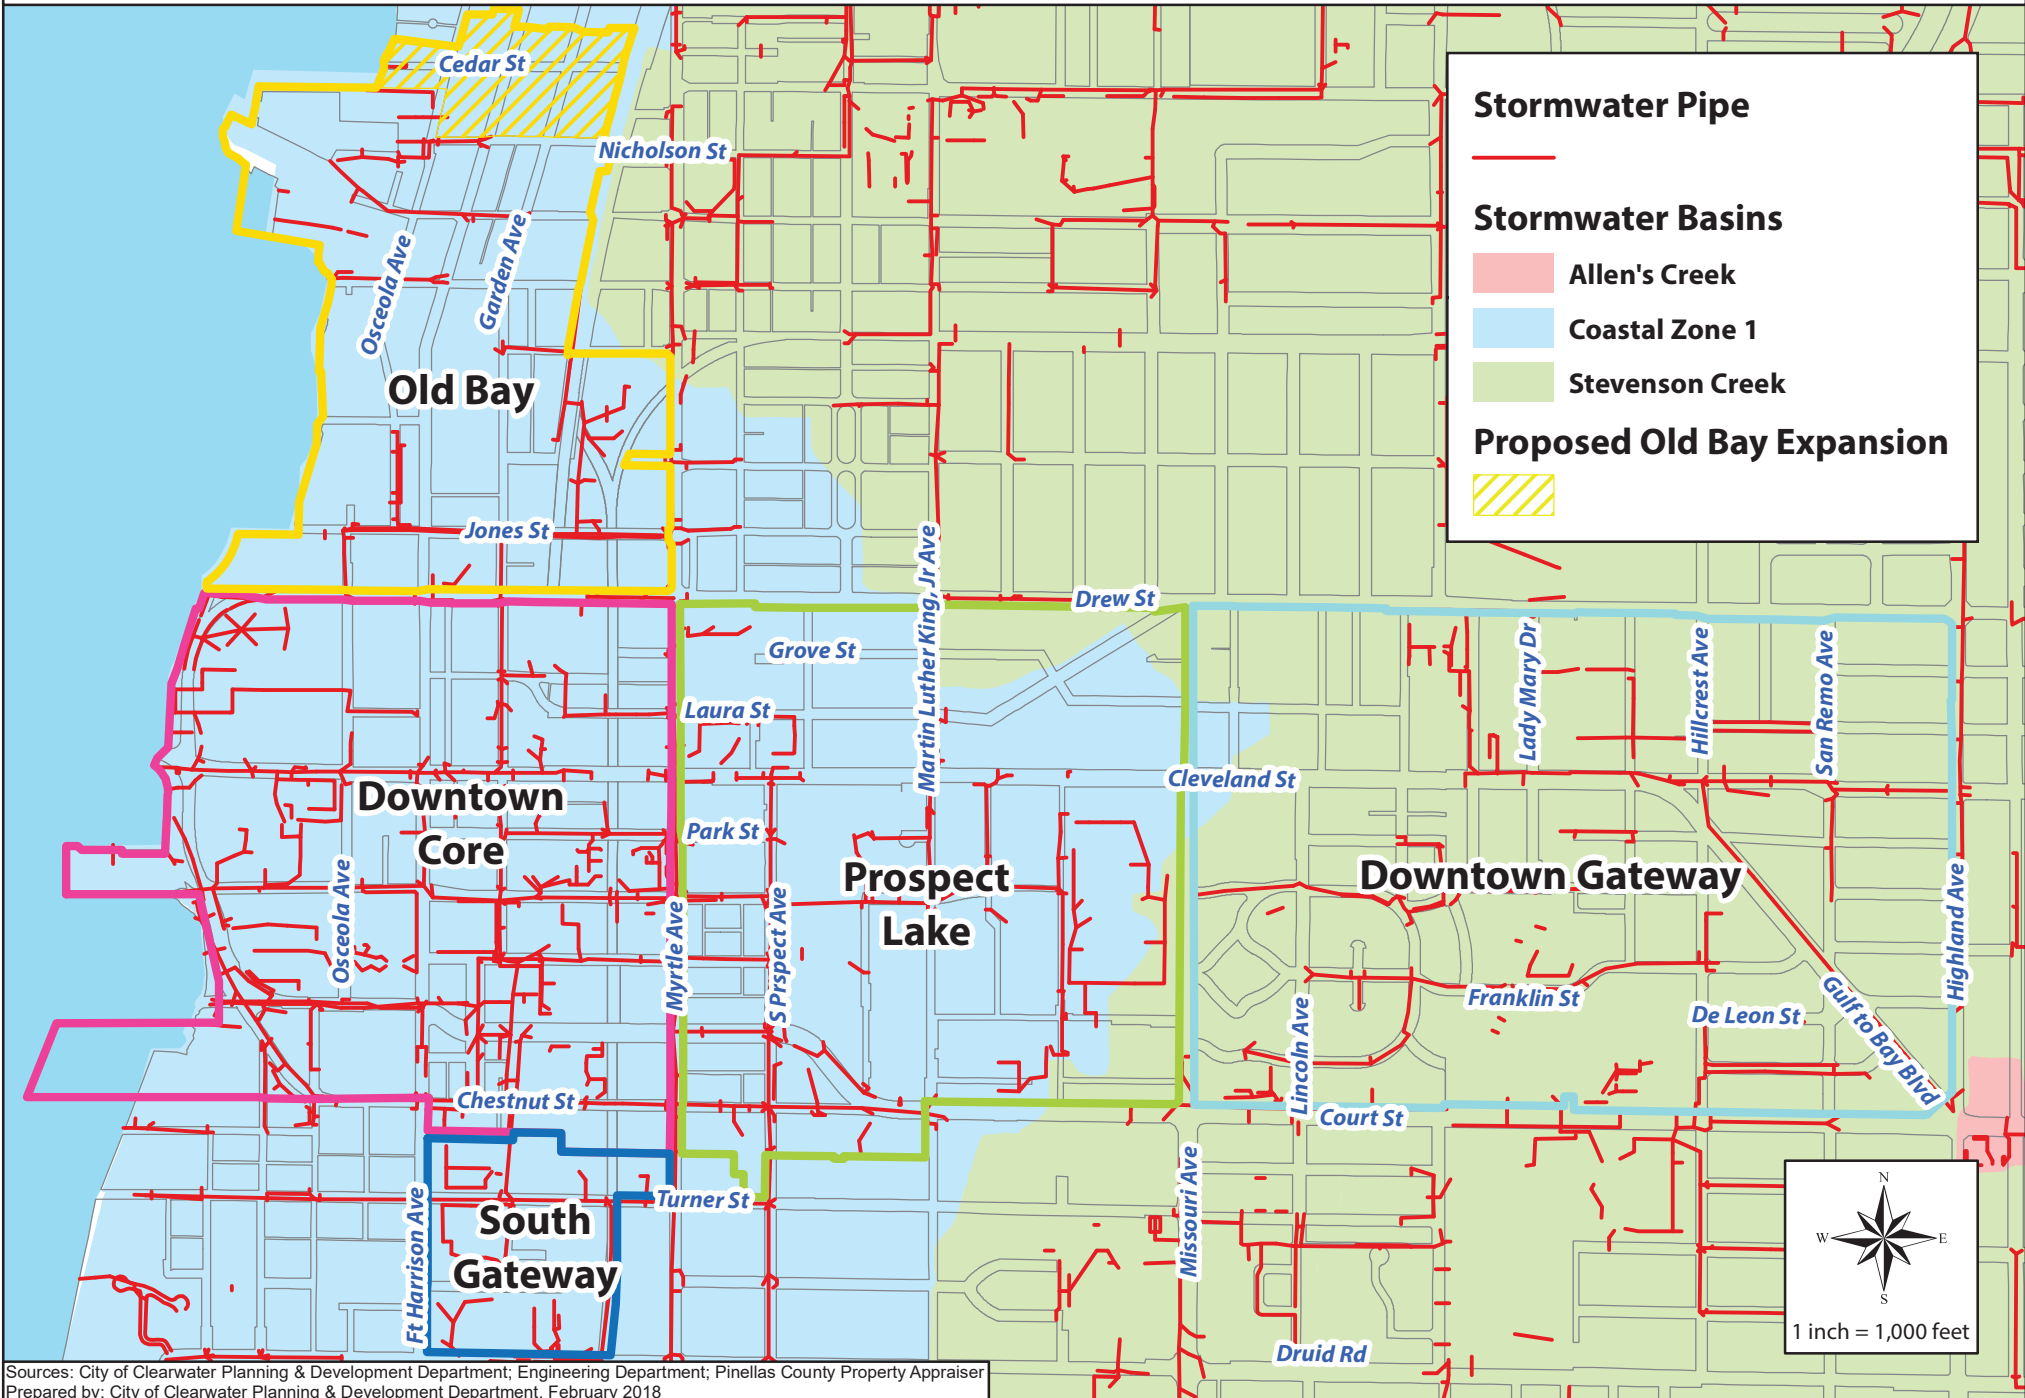 Cedar St
Nicholson St
Osceola Ave
Garden Ave
Old Bay
Jones St
Stormwater Pipe
Stormwater Basins
Allen's Creek
Coastal Zone 1
Stevenson Creek
Proposed Old Bay Expansion
Martin Luther King, Jr Ave
Drew St
Grove St
Laura St
Lady Mary Dr
Hillcrest Ave
San Remo Ave
Cleveland St
Downtown
Core
Park St
Prospect
Lake
Downtown Gateway
Osceola Ave
Myrtle Ave
S Prspect Ave
Highland Ave
Franklin St
De Leon St
Gulf to Bay Blvd
Lincoln Ave
Chestnut St
Court St
Ft Harrison Ave
South
Gateway
Turner St
Missouri Ave
Druid Rd
N
W
E
S
1 inch = 1,000 feet
Sources: City of Clearwater Planning & Development Department; Engineering Department; Pinellas County Property Appraiser
Prepared by: City of Clearwater Planning & Development Department, February 2018